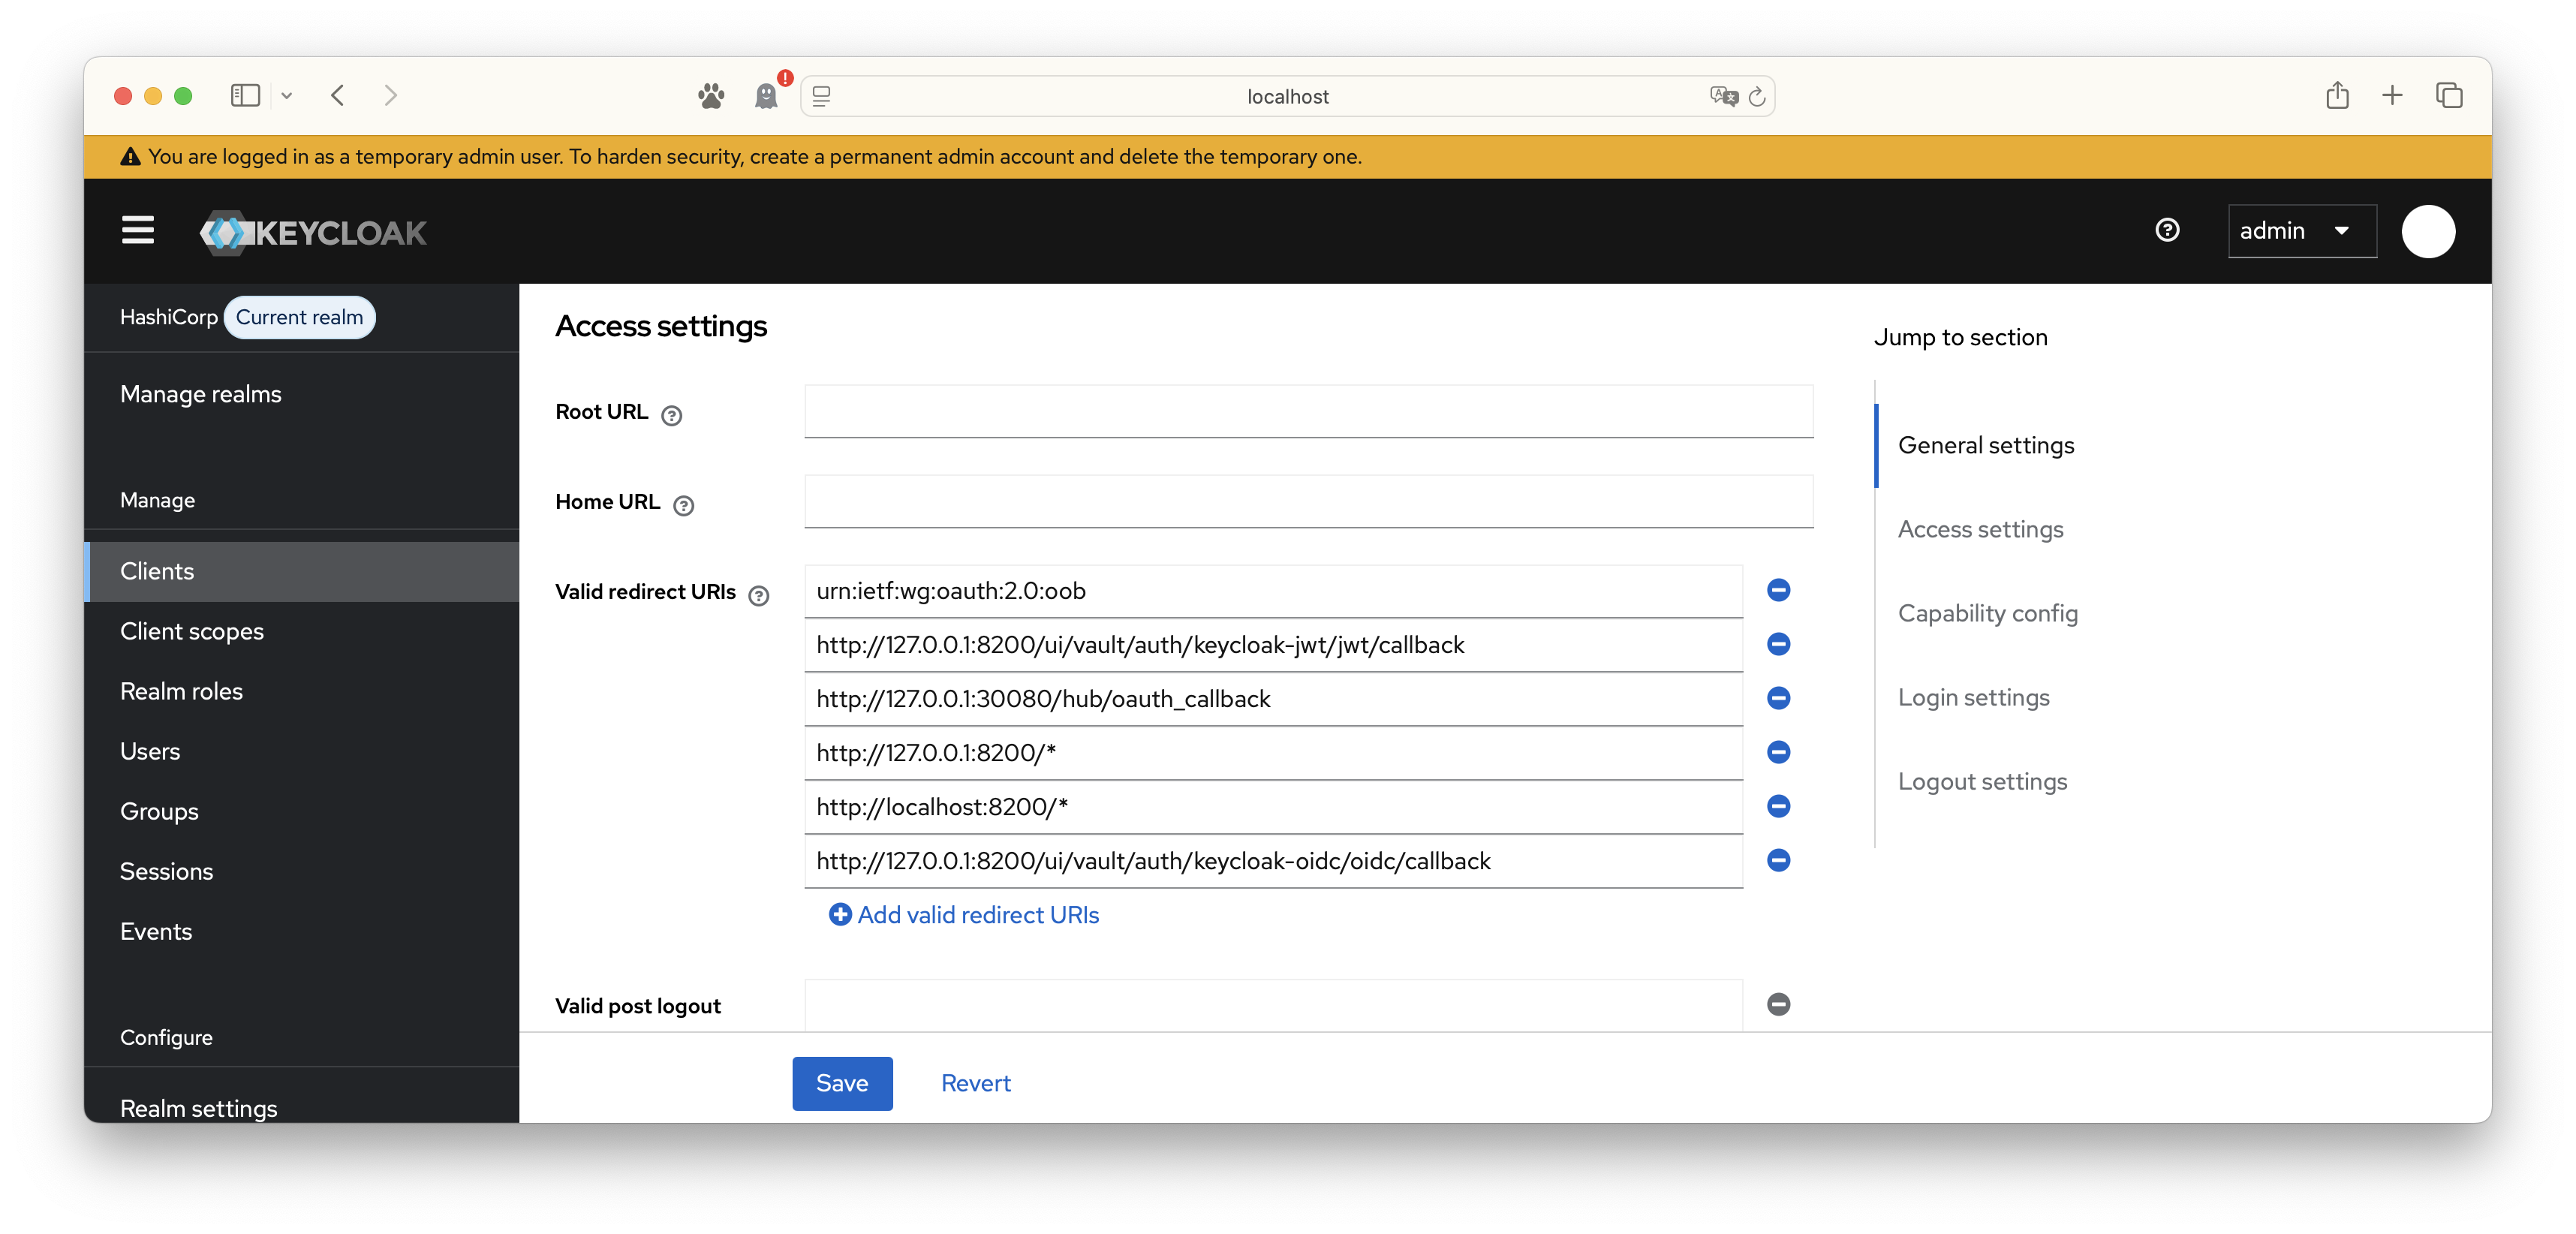 localhost
You are logged in as a temporary admin user. To harden security, create a permanent admin account and delete the temporary one.
KEYCLOAK
admin
HashiCorp Current realm
Manage realms
Manage
Clients
Client scopes
Realm roles
Users
Groups
Sessions
Events
Configure
Realm settings
Access settings
Root URL
Home URL
Valid redirect URIs
urn:ietf:wg:oauth:2.0:oob
http://127.0.0.1:8200/ui/vault/auth/keycloak-jwt/jwt/callback
http://127.0.0.1:30080/hub/oauth_callback
http://127.0.0.1:8200/*
http://localhost:8200/*
http://127.0.0.1:8200/ui/vault/auth/keycloak-oidc/oidc/callback
Add valid redirect URIs
Valid post logout
Save Revert
Jump to section
General settings
Access settings
Capability config
Login settings
Logout settings